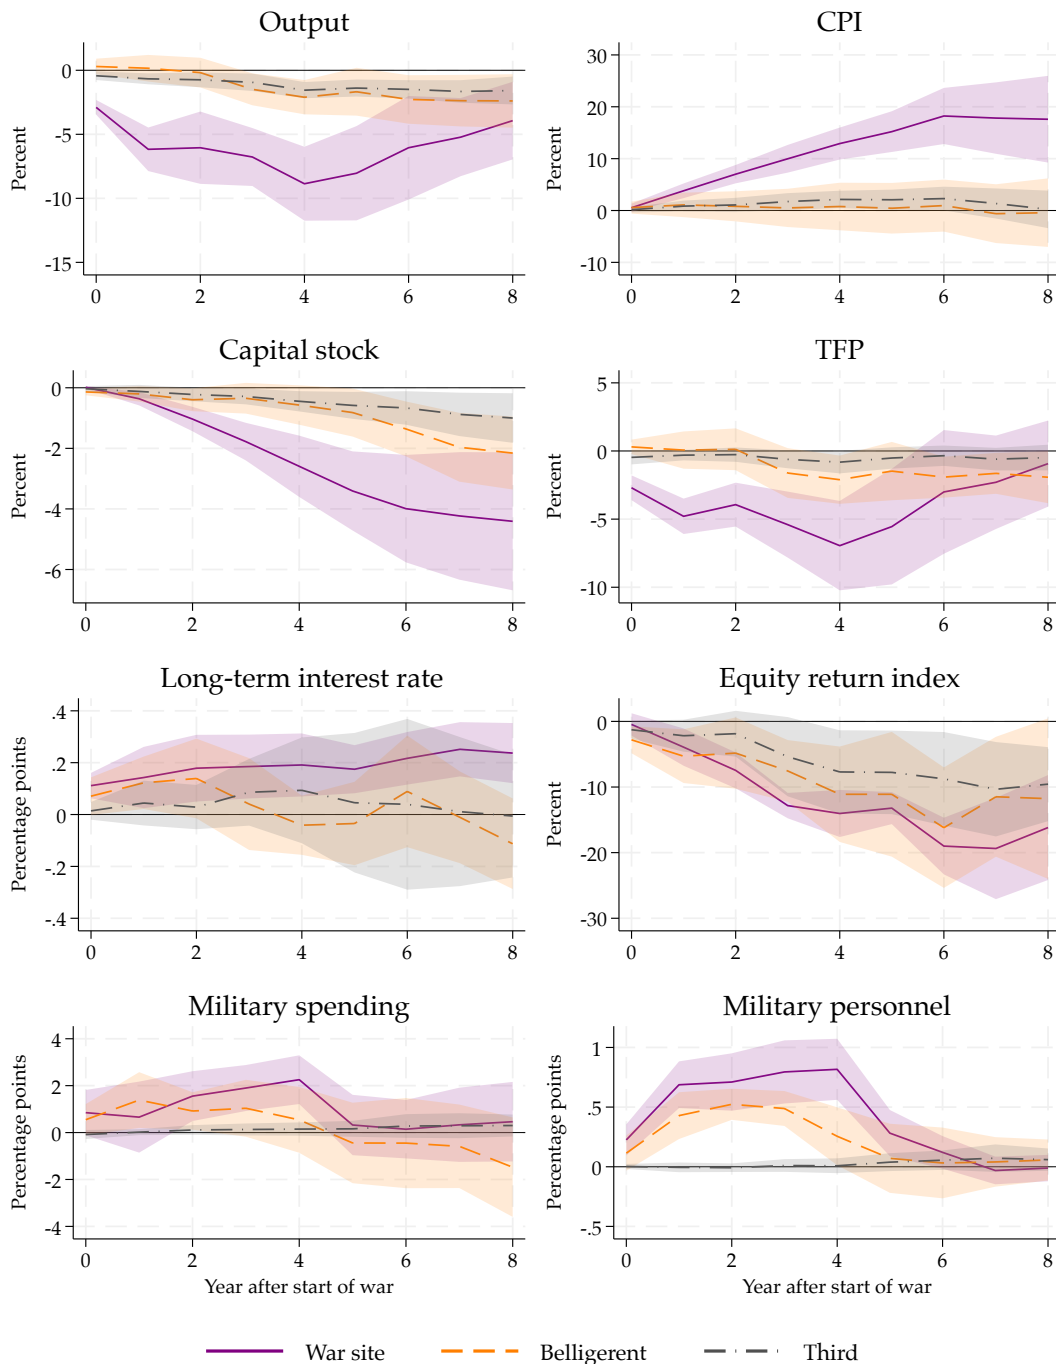 Output
Percent
0
-5
-10
-15
0 2 4 6 8
CPI
Percent
30
20
10
0
-10
0 2 4 6 8
Capital stock
Percent
0
-2
-4
-6
0 2 4 6 8
TFP
Percent
5
0
-5
-10
0 2 4 6 8
Long-term interest rate
Percentage points
.4
.2
0
-.2
-.4
0 2 4 6 8
Equity return index
Percent
0
-10
-20
-30
0 2 4 6 8
Military spending
Percentage points
4
2
0
-2
-4
0 2 4 6 8
Year after start of war
Military personnel
Percentage points
1
.5
0
-.5
0 2 4 6 8
Year after start of war
War site Belligerent Third